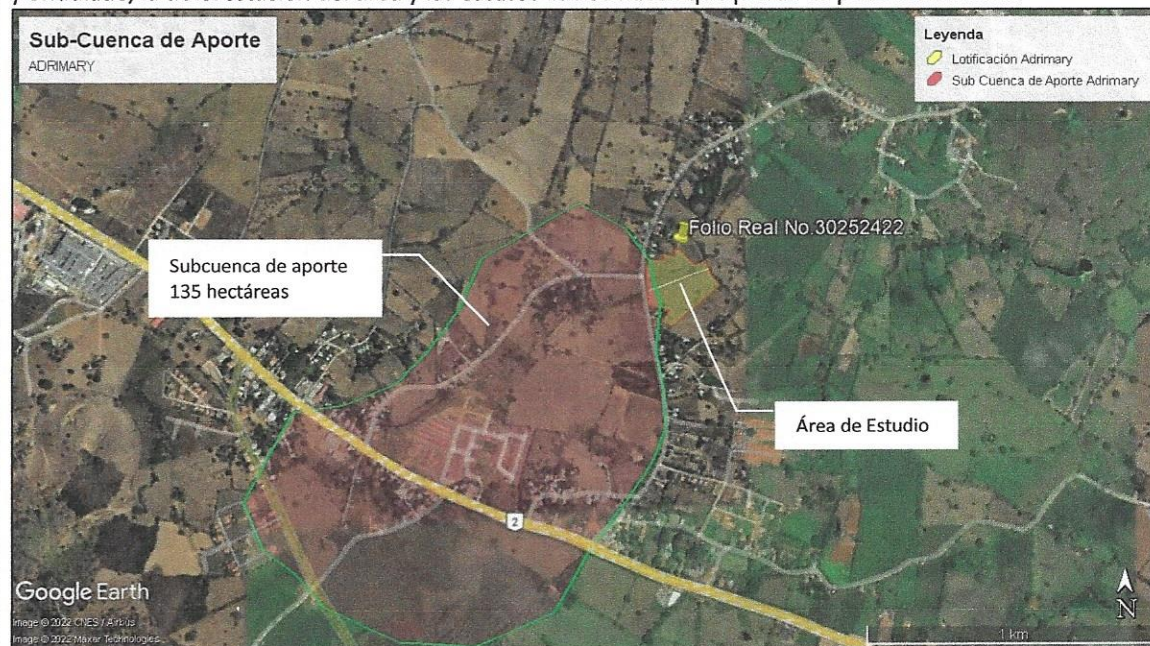 Sub-Cuenca de Aporte
ADRIMARY
Leyenda
Lotificación Adrimary
Sub Cuenca de Aporte Adrimary
Folio Real No.30252422
Subcuenca de aporte
135 hectáreas
Área de Estudio
2
Google Earth
Image © 2022 CNES / Airbus
Image © 2022 Maxar Technologies
N
1 km